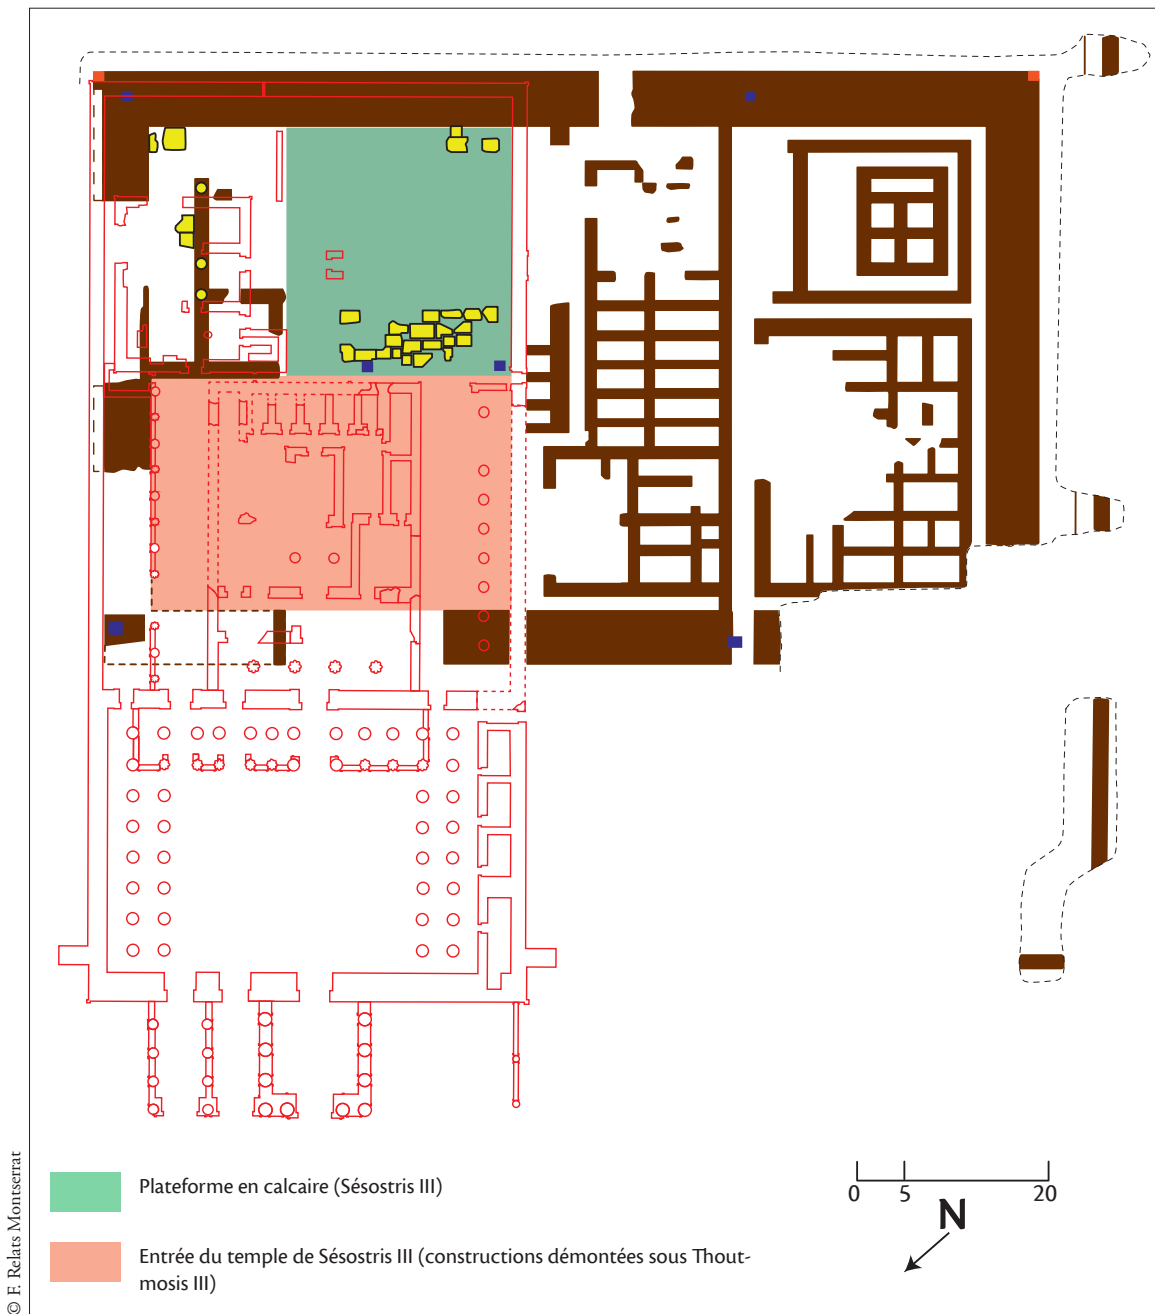 Plateforme en calcaire (Sésostris III)
Entrée du temple de Sésostris III (constructions démontées sous Thout-
mosis III)
0 5 20
N
© F. Relats Montserrat